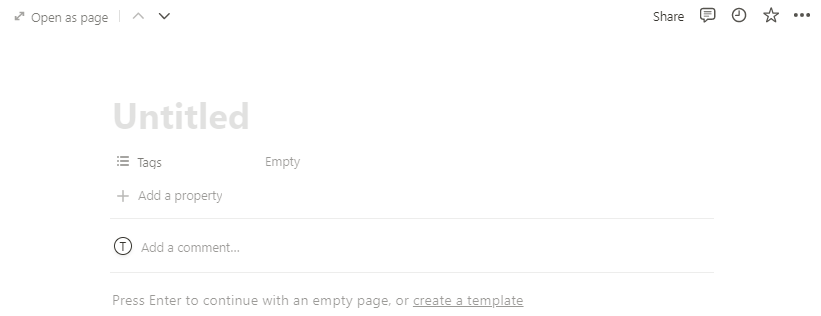 Open as page Share
Untitled
Tags Empty
Add a property
T Add a comment...
Press Enter to continue with an empty page, or create a template